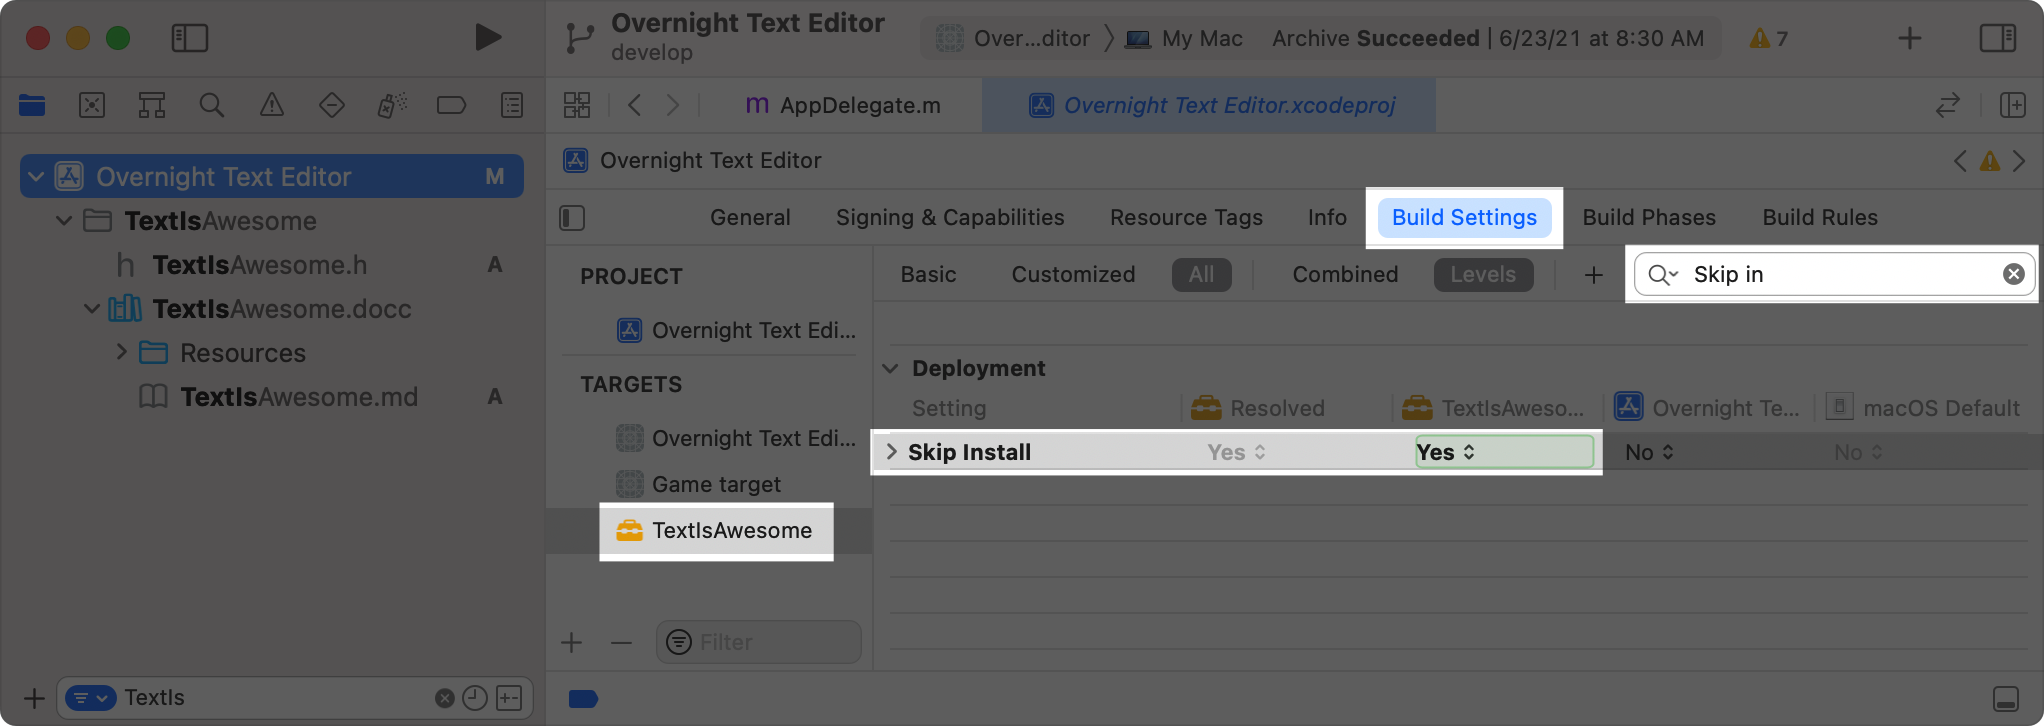 Overnight Text Editor
develop
Over...ditor 〉 My Mac Archive Succeeded | 6/23/21 at 8:30 AM 7
m AppDelegate.m Overnight Text Editor.xcodeproj
Overnight Text Editor M
TextIsAwesome
h TextIsAwesome.h A
TextIsAwesome.docc
Resources
TextIsAwesome.md A
TextIs
Overnight Text Editor
General Signing & Capabilities Resource Tags Info Build Settings Build Phases Build Rules
PROJECT
Overnight Text Edi...
TARGETS
Overnight Text Edi...
Game target
TextIsAwesome
Filter
Basic Customized All Combined Levels + Skip in
Deployment
Setting Resolved TextIsAweso... Overnight Te... macOS Default
Skip Install Yes Yes No No